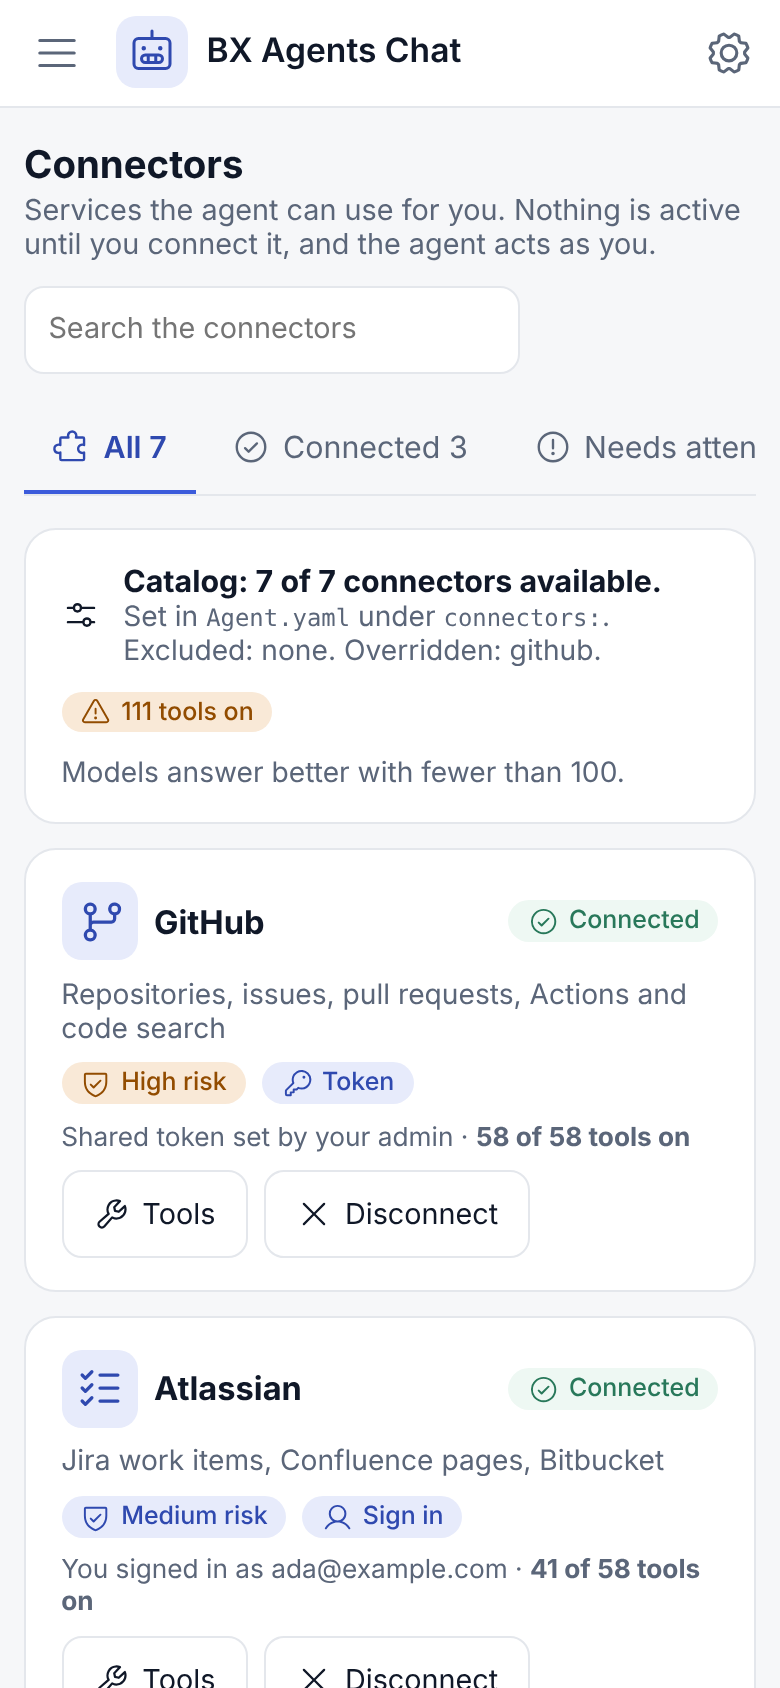 BX Agents Chat
Connectors
Services the agent can use for you. Nothing is active
until you connect it, and the agent acts as you.
Search the connectors
All 7
Connected 3
Needs atten
Catalog: 7 of 7 connectors available.
Set in Agent.yaml under connectors:.
Excluded: none. Overridden: github.
111 tools on
Models answer better with fewer than 100.
GitHub
Connected
Repositories, issues, pull requests, Actions and
code search
High risk
Token
Shared token set by your admin · 58 of 58 tools on
Tools
Disconnect
Atlassian
Connected
Jira work items, Confluence pages, Bitbucket
Medium risk
Sign in
You signed in as ada@example.com · 41 of 58 tools
on
Tools
Disconnect